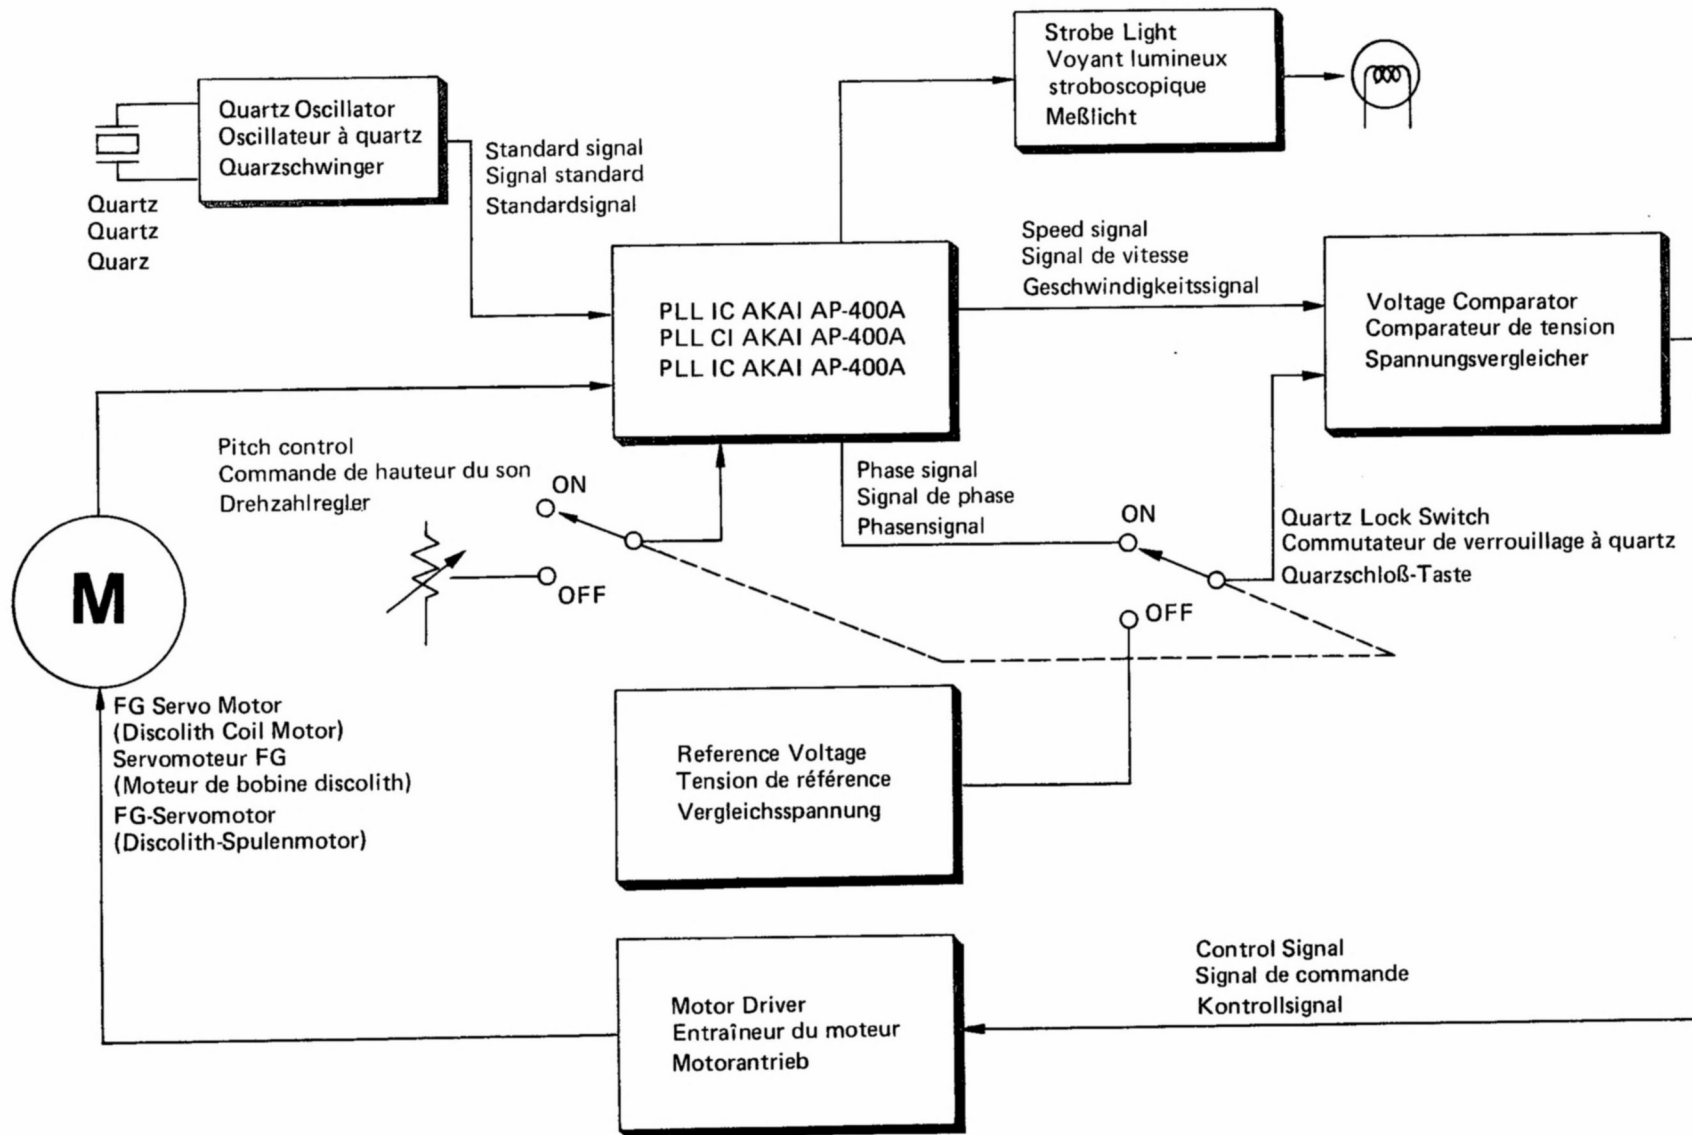 Strobe Light
Voyant lumineux
stroboscopique
Meßlicht
Quartz Oscillator
Oscillateur à quartz
Quarzschwinger
Standard signal
Signal standard
Standardsignal
Quartz
Quartz
Quarz
Speed signal
Signal de vitesse
Geschwindigkeitssignal
PLL IC AKAI AP-400A
PLL CI AKAI AP-400A
PLL IC AKAI AP-400A
Voltage Comparator
Comparateur de tension
Spannungsvergleicher
Pitch control
Commande de hauteur du son
Drehzahlregler
ON
OFF
Phase signal
Signal de phase
Phasensignal
ON
OFF
Quartz Lock Switch
Commutateur de verrouillage à quartz
Quarzschloß-Taste
M
FG Servo Motor
(Discolith Coil Motor)
Servomoteur FG
(Moteur de bobine discolith)
FG-Servomotor
(Discolith-Spulenmotor)
Reference Voltage
Tension de référence
Vergleichsspannung
Control Signal
Signal de commande
Kontrollsignal
Motor Driver
Entraîneur du moteur
Motorantrieb